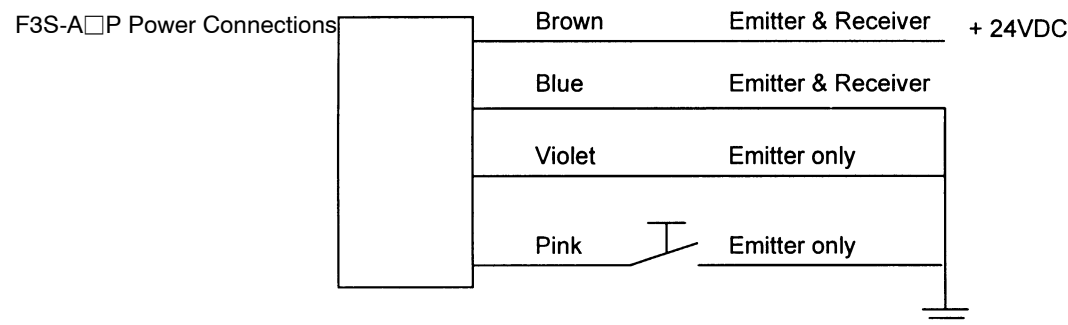 F3S-A□P Power Connections
Brown Emitter & Receiver + 24VDC
Blue Emitter & Receiver
Violet Emitter only
Pink Emitter only